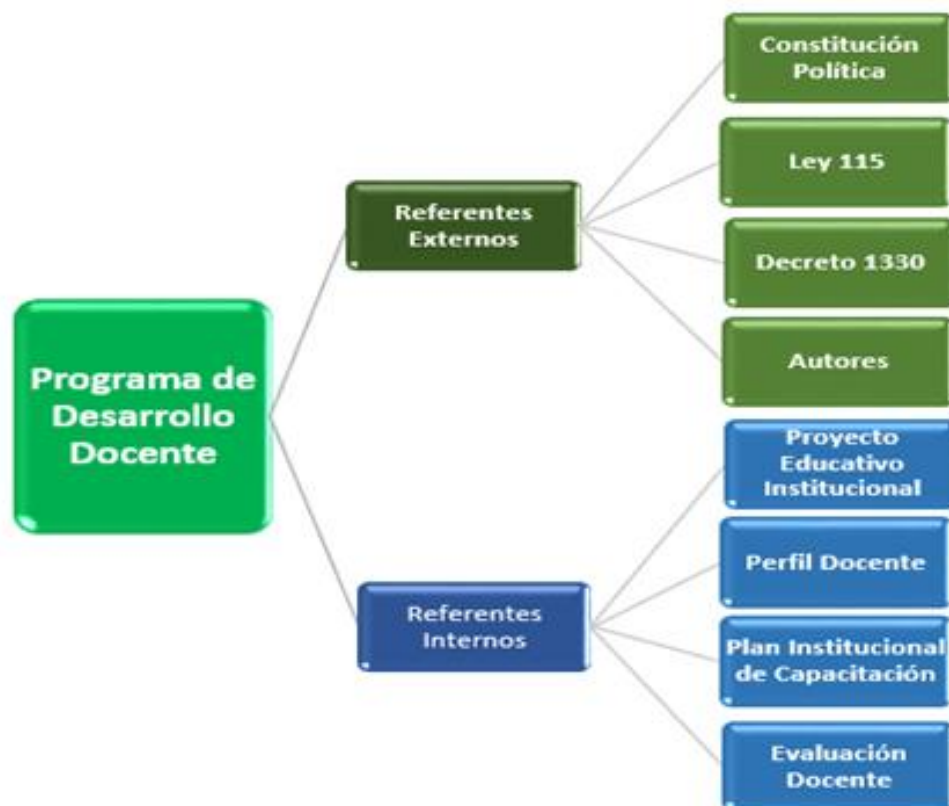 Programa de
Desarrollo
Docente
Referentes
Externos
Constitución
Política
Ley 115
Decreto 1330
Autores
Referentes
Internos
Proyecto
Educativo
Institucional
Perfil Docente
Plan Institucional
de Capacitación
Evaluación
Docente